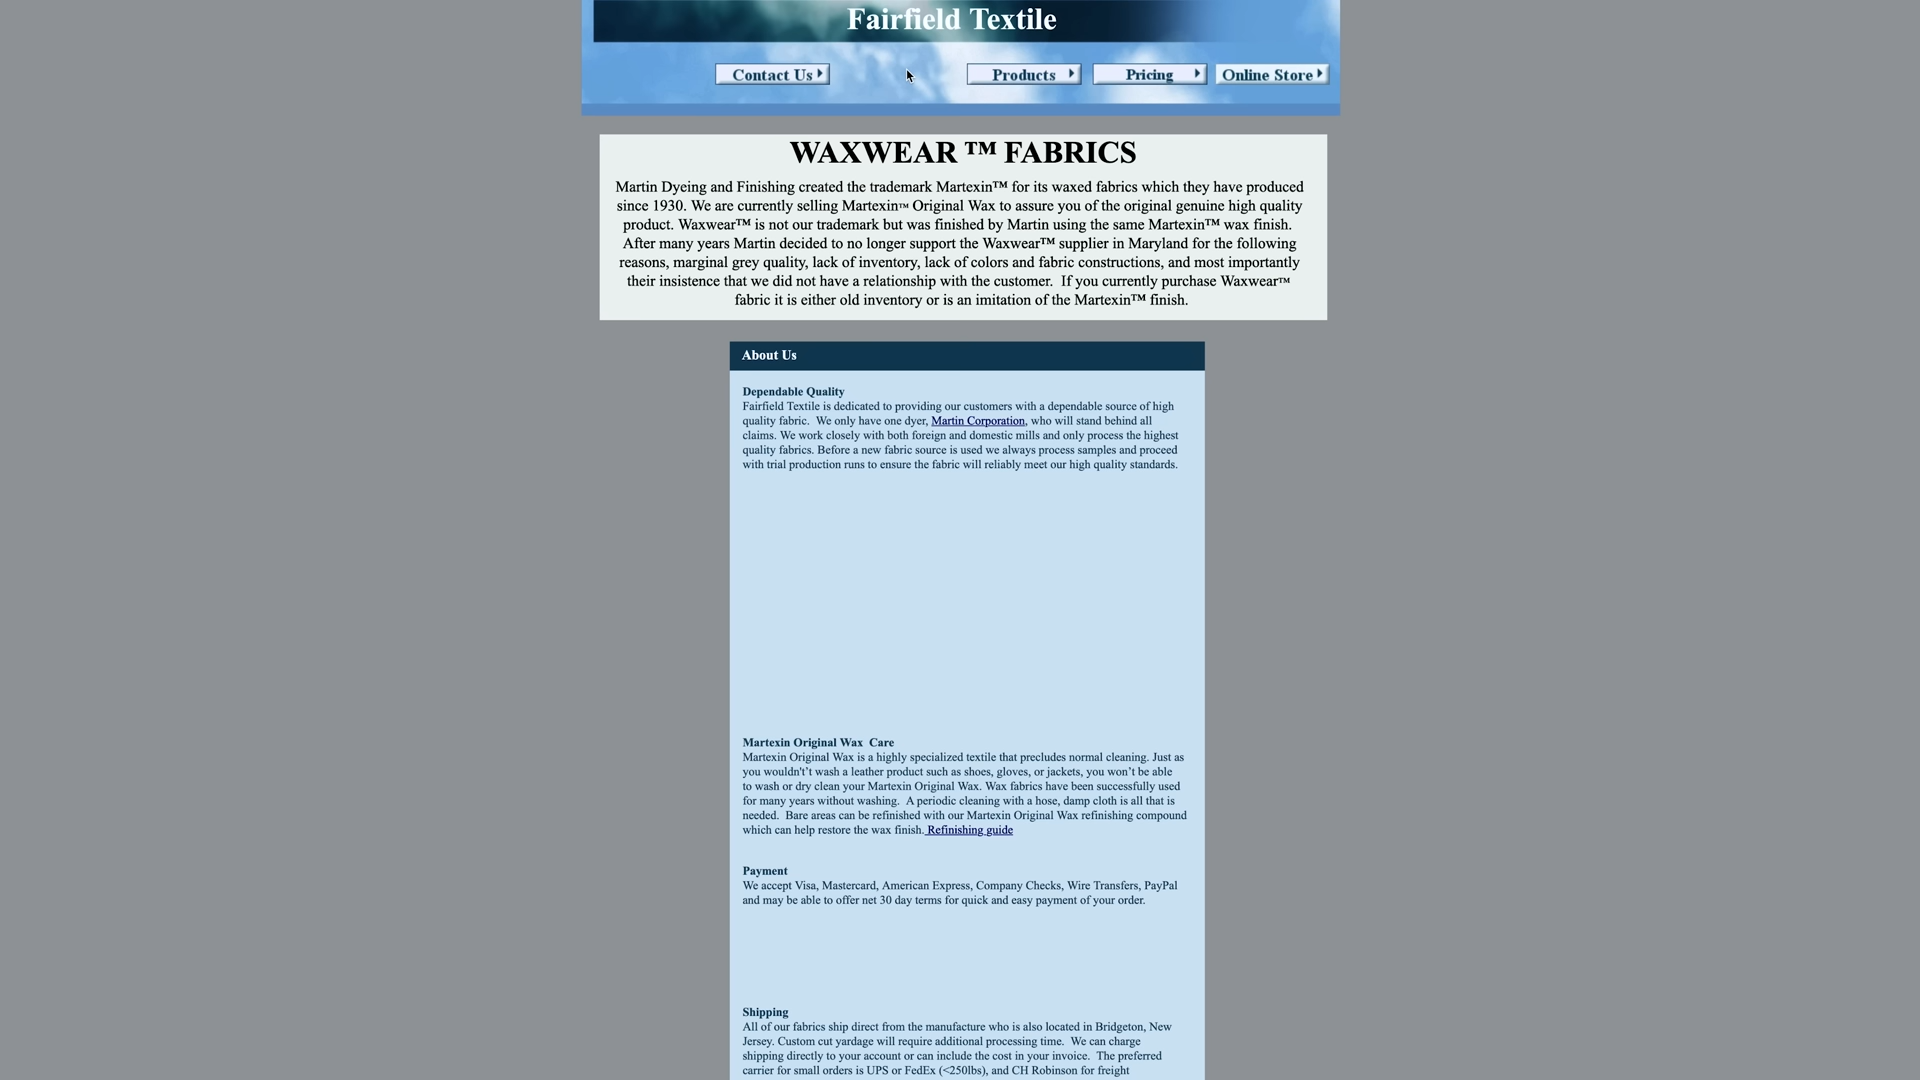 Fairfield Textile
Contact Us
Products
Pricing
Online Store
WAXWEAR ™ FABRICS
Martin Dyeing and Finishing created the trademark Martexin™ for its waxed fabrics which they have produced
since 1930. We are currently selling Martexin™ Original Wax to assure you of the original genuine high quality
product. Waxwear™ is not our trademark but was finished by Martin using the same Martexin™ wax finish.
After many years Martin decided to no longer support the Waxwear™ supplier in Maryland for the following
reasons, marginal grey quality, lack of inventory, lack of colors and fabric constructions, and most importantly
their insistence that we did not have a relationship with the customer.  If you currently purchase Waxwear™
fabric it is either old inventory or is an imitation of the Martexin™ finish.
About Us
Dependable Quality
Fairfield Textile is dedicated to providing our customers with a dependable source of high
quality fabric.  We only have one dyer, Martin Corporation, who will stand behind all
claims. We work closely with both foreign and domestic mills and only process the highest
quality fabrics. Before a new fabric source is used we always process samples and proceed
with trial production runs to ensure the fabric will reliably meet our high quality standards.
Martexin Original Wax  Care
Martexin Original Wax is a highly specialized textile that precludes normal cleaning. Just as
you wouldn't’t wash a leather product such as shoes, gloves, or jackets, you won’t be able
to wash or dry clean your Martexin Original Wax. Wax fabrics have been successfully used
for many years without washing.  A periodic cleaning with a hose, damp cloth is all that is
needed.  Bare areas can be refinished with our Martexin Original Wax refinishing compound
which can help restore the wax finish. Refinishing guide
Payment
We accept Visa, Mastercard, American Express, Company Checks, Wire Transfers, PayPal
and may be able to offer net 30 day terms for quick and easy payment of your order.
Shipping
All of our fabrics ship direct from the manufacture who is also located in Bridgeton, New
Jersey. Custom cut yardage will require additional processing time.  We can charge
shipping directly to your account or can include the cost in your invoice.  The preferred
carrier for small orders is UPS or FedEx (<250lbs), and CH Robinson for freight